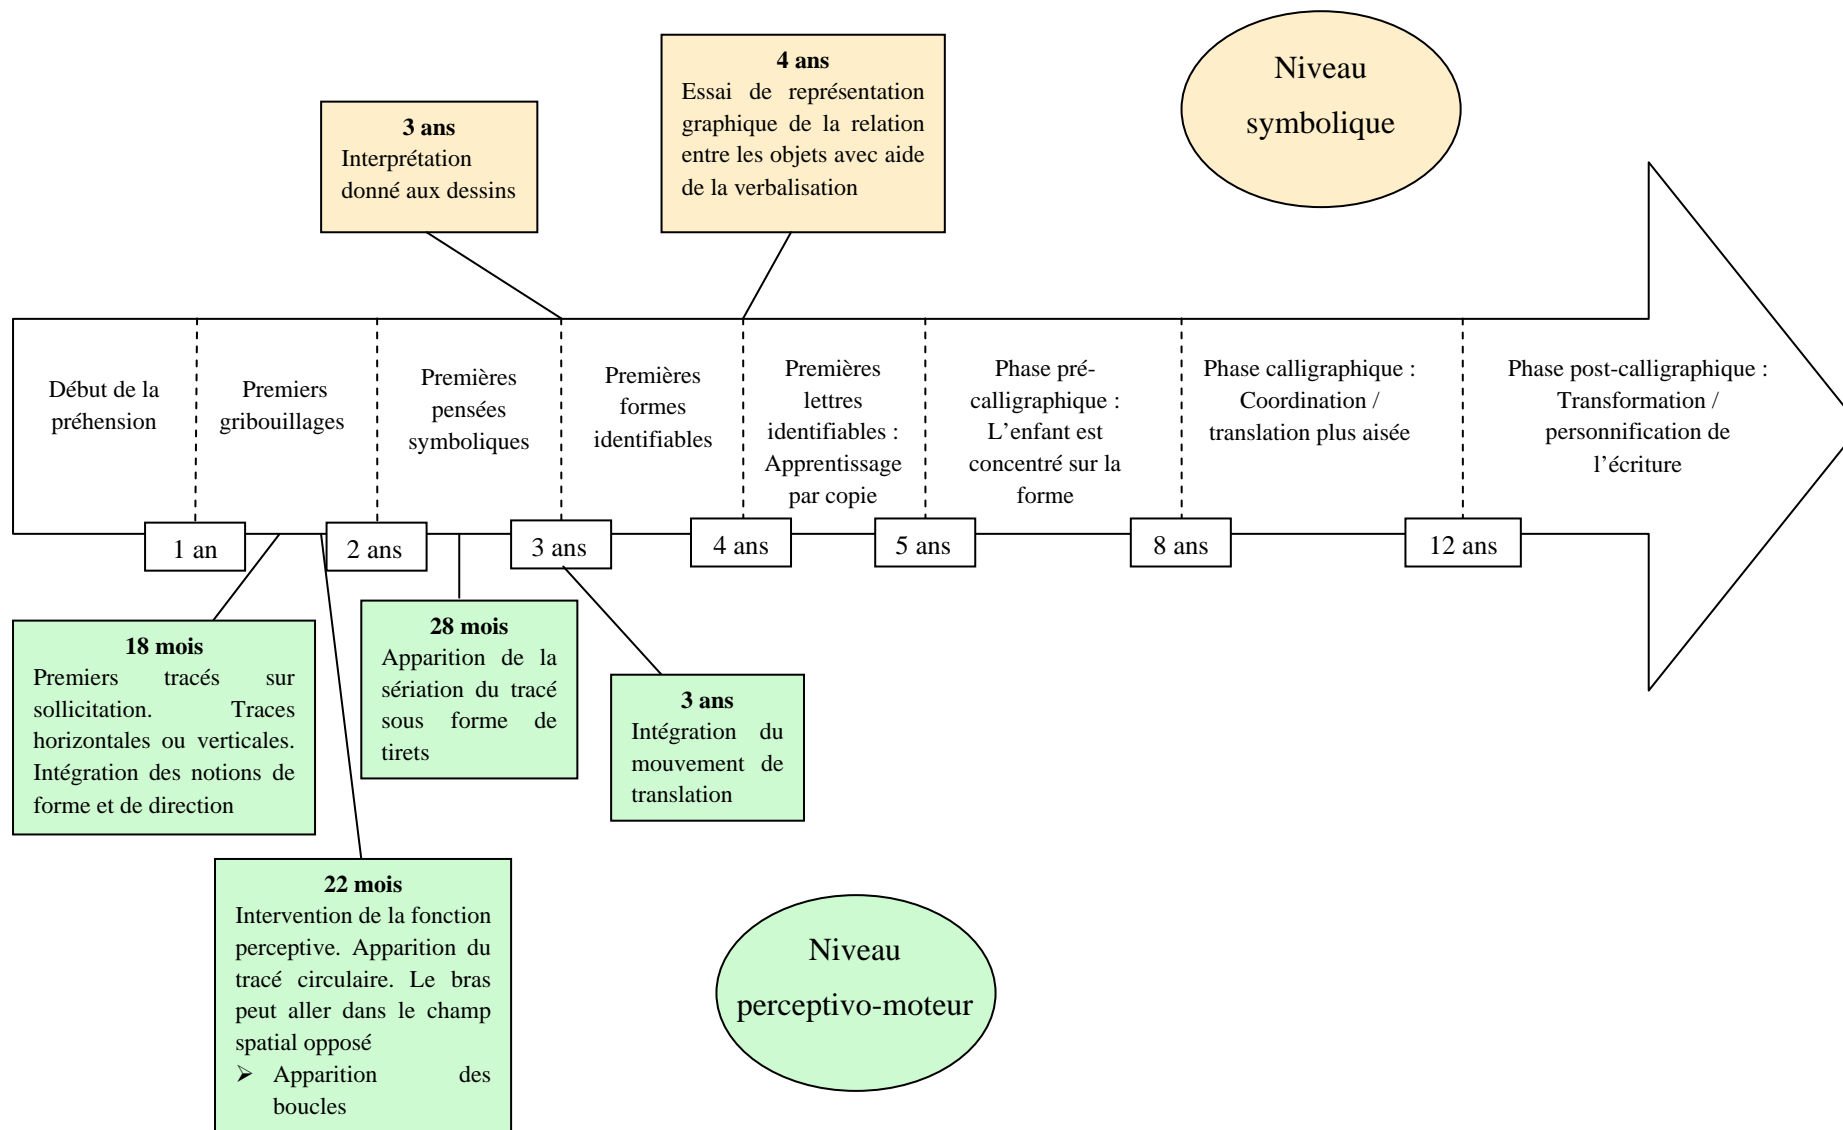 Niveau
symbolique
4 ans
Essai de représentation
graphique de la relation
entre les objets avec aide
de la verbalisation
3 ans
Interprétation
donné aux dessins
Début de la
préhension
Premiers
gribouillages
Premières
pensées
symboliques
Premières
formes
identifiables
Premières
lettres
identifiables :
Apprentissage
par copie
Phase pré-
calligraphique :
L'enfant est
concentré sur la
forme
Phase calligraphique :
Coordination /
translation plus aisée
Phase post-calligraphique :
Transformation /
personnification de
l'écriture
1 an
2 ans
3 ans
4 ans
5 ans
8 ans
12 ans
18 mois
Premiers tracés sur
sollicitation. Traces
horizontales ou verticales.
Intégration des notions de
forme et de direction
28 mois
Apparition de la
sériation du tracé
sous forme de
tirets
3 ans
Intégration du
mouvement de
translation
22 mois
Intervention de la fonction
perceptive. Apparition du
tracé circulaire. Le bras
peut aller dans le champ
spatial opposé
➢ Apparition des
boucles
Niveau
perceptivo-moteur